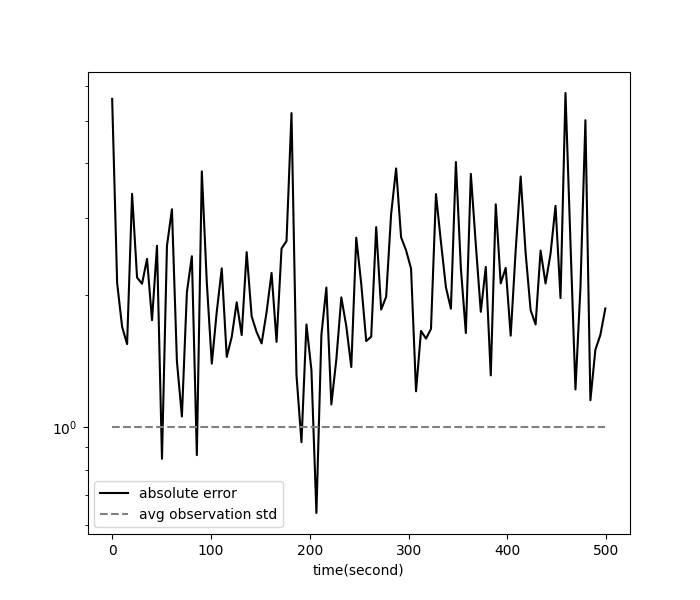 10⁰
absolute error
avg observation std
0 100 200 300 400 500
time(second)